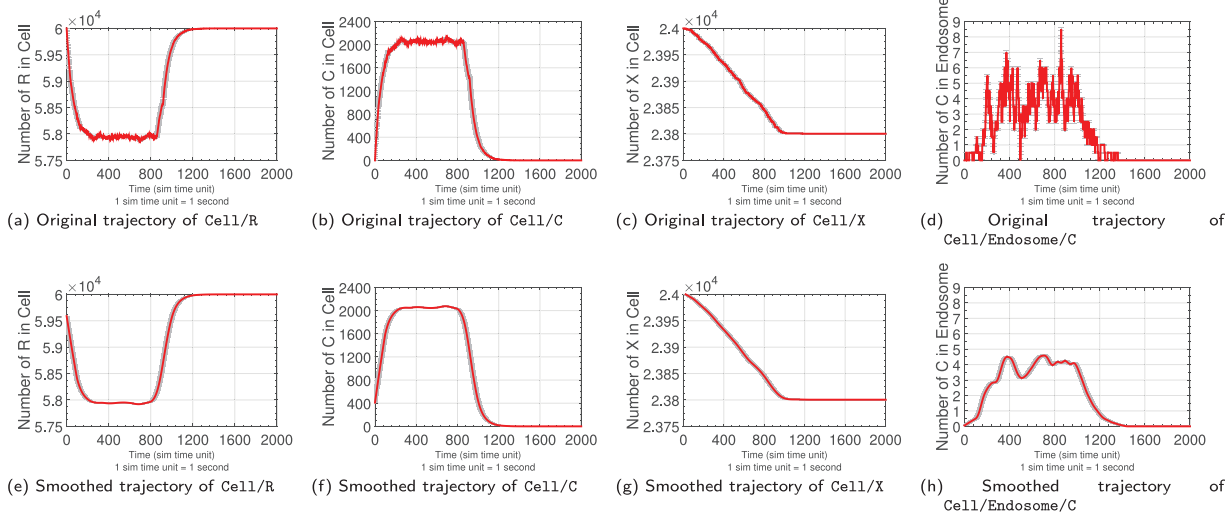 ×10⁴
Number of R in Cell
6
5.95
5.9
5.85
5.8
5.75
0 400 800 1200 1600 2000
Time (sim time unit)
1 sim time unit = 1 second
(a) Original trajectory of Cell/R
Number of C in Cell
2400
2000
1600
1200
800
400
0
0 400 800 1200 1600 2000
Time (sim time unit)
1 sim time unit = 1 second
(b) Original trajectory of Cell/C
×10⁴
Number of X in Cell
2.4
2.395
2.39
2.385
2.38
2.375
0 400 800 1200 1600 2000
Time (sim time unit)
1 sim time unit = 1 second
(c) Original trajectory of Cell/X
Number of C in Endosome
9
8
7
6
5
4
3
2
1
0
0 400 800 1200 1600 2000
Time (sim time unit)
1 sim time unit = 1 second
(d) Original trajectory of
Cell/Endosome/C
×10⁴
Number of R in Cell
6
5.95
5.9
5.85
5.8
5.75
0 400 800 1200 1600 2000
Time (sim time unit)
1 sim time unit = 1 second
(e) Smoothed trajectory of Cell/R
Number of C in Cell
2400
2000
1600
1200
800
400
0
0 400 800 1200 1600 2000
Time (sim time unit)
1 sim time unit = 1 second
(f) Smoothed trajectory of Cell/C
×10⁴
Number of X in Cell
2.4
2.395
2.39
2.385
2.38
2.375
0 400 800 1200 1600 2000
Time (sim time unit)
1 sim time unit = 1 second
(g) Smoothed trajectory of Cell/X
Number of C in Endosome
9
8
7
6
5
4
3
2
1
0
0 400 800 1200 1600 2000
Time (sim time unit)
1 sim time unit = 1 second
(h) Smoothed trajectory of
Cell/Endosome/C